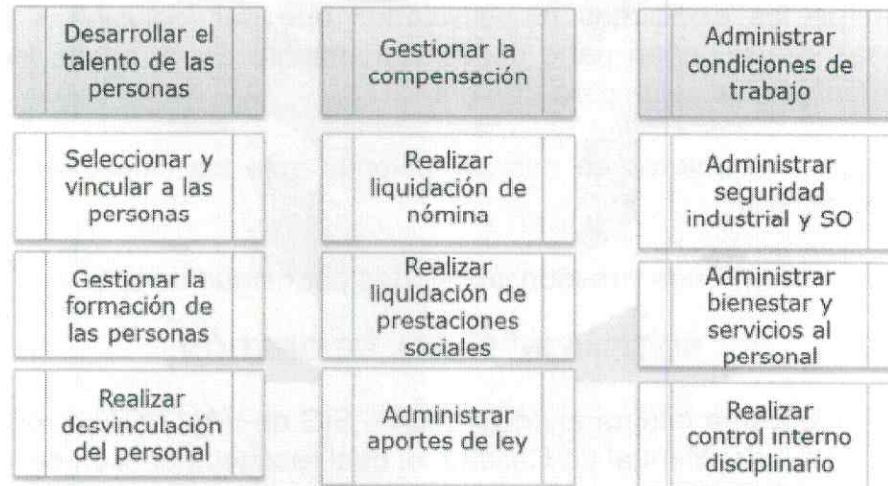 Desarrollar el
talento de las
personas
Gestionar la
compensación
Administrar
condiciones de
trabajo
Seleccionar y
vincular a las
personas
Realizar
liquidación de
nómina
Administrar
seguridad
industrial y SO
Gestionar la
formación de
las personas
Realizar
liquidación de
prestaciones
sociales
Administrar
bienestar y
servicios al
personal
Realizar
desvinculación
del personal
Administrar
aportes de ley
Realizar
control interno
disciplinario